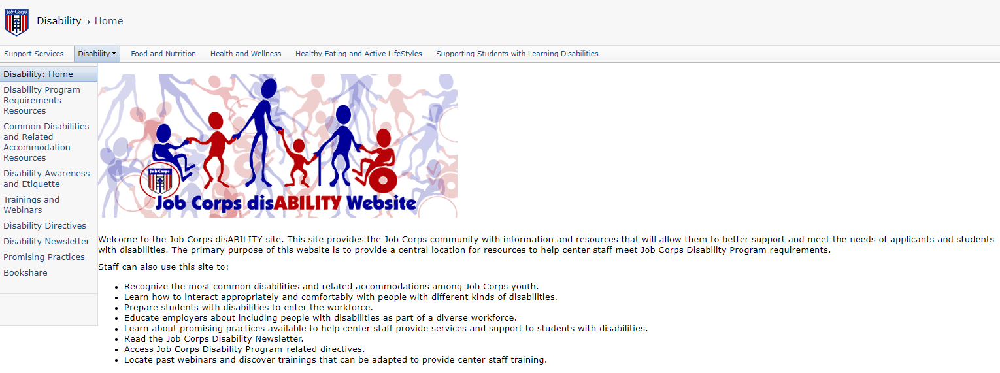 Job Corps
Disability Home
Support Services Disability Food and Nutrition Health and Wellness Healthy Eating and Active LifeStyles Supporting Students with Learning Disabilities
Disability: Home
Disability Program
Requirements
Resources
Common Disabilities
and Related
Accommodation
Resources
Disability Awareness
and Etiquette
Trainings and
Webinars
Disability Directives
Disability Newsletter
Promising Practices
Bookshare
Job Corps
Job Corps disABILITY Website
Welcome to the Job Corps disABILITY site. This site provides the Job Corps community with information and resources that will allow them to better support and meet the needs of applicants and students
with disabilities. The primary purpose of this website is to provide a central location for resources to help center staff meet Job Corps Disability Program requirements.
Staff can also use this site to:
• Recognize the most common disabilities and related accommodations among Job Corps youth.
• Learn how to interact appropriately and comfortably with people with different kinds of disabilities.
• Prepare students with disabilities to enter the workforce.
• Educate employers about including people with disabilities as part of a diverse workforce.
• Learn about promising practices available to help center staff provide services and support to students with disabilities.
• Read the Job Corps Disability Newsletter.
• Access Job Corps Disability Program-related directives.
• Locate past webinars and discover trainings that can be adapted to provide center staff training.